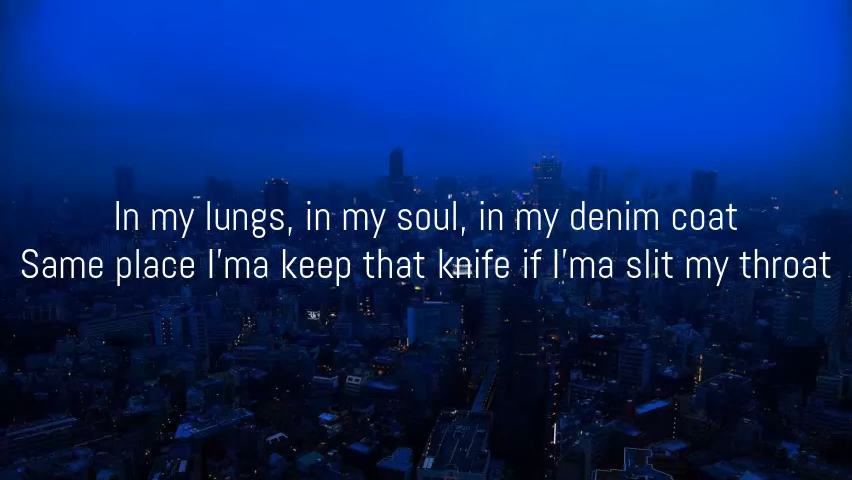 In my lungs, in my soul, in my denim coat
Same place I'ma keep that knife if I'ma slit my throat